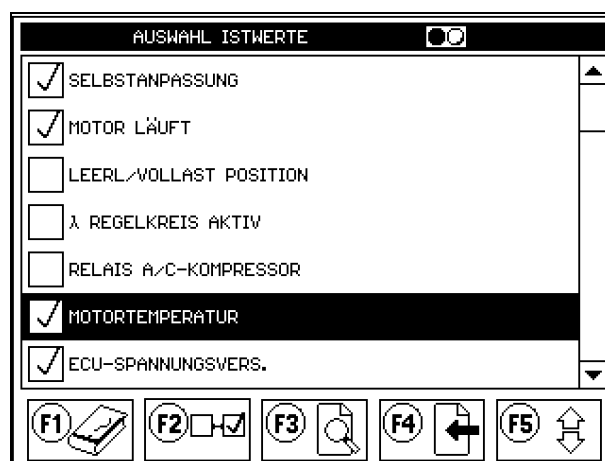 AUSWAHL ISTWERTE
SELBSTANPASSUNG
MOTOR LÄUFT
LEERL/VOLLAST POSITION
λ REGELKREIS AKTIV
RELAIS A/C-KOMPRESSOR
MOTORTEMPERATUR
ECU-SPANNUNGSVERS.
F1 F2 F3 F4 F5